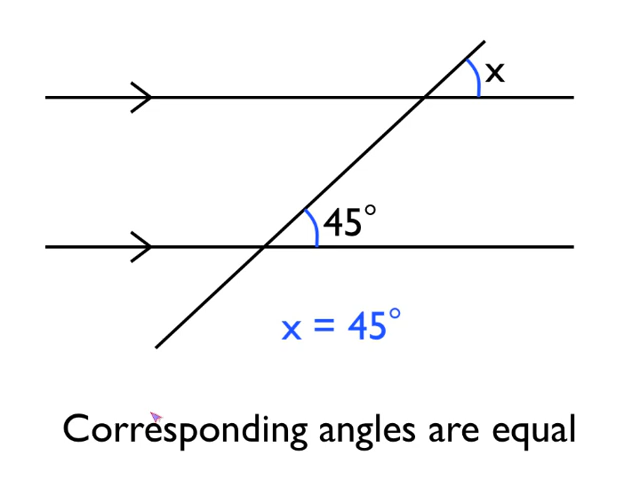 x
45°
x = 45°
Corresponding angles are equal